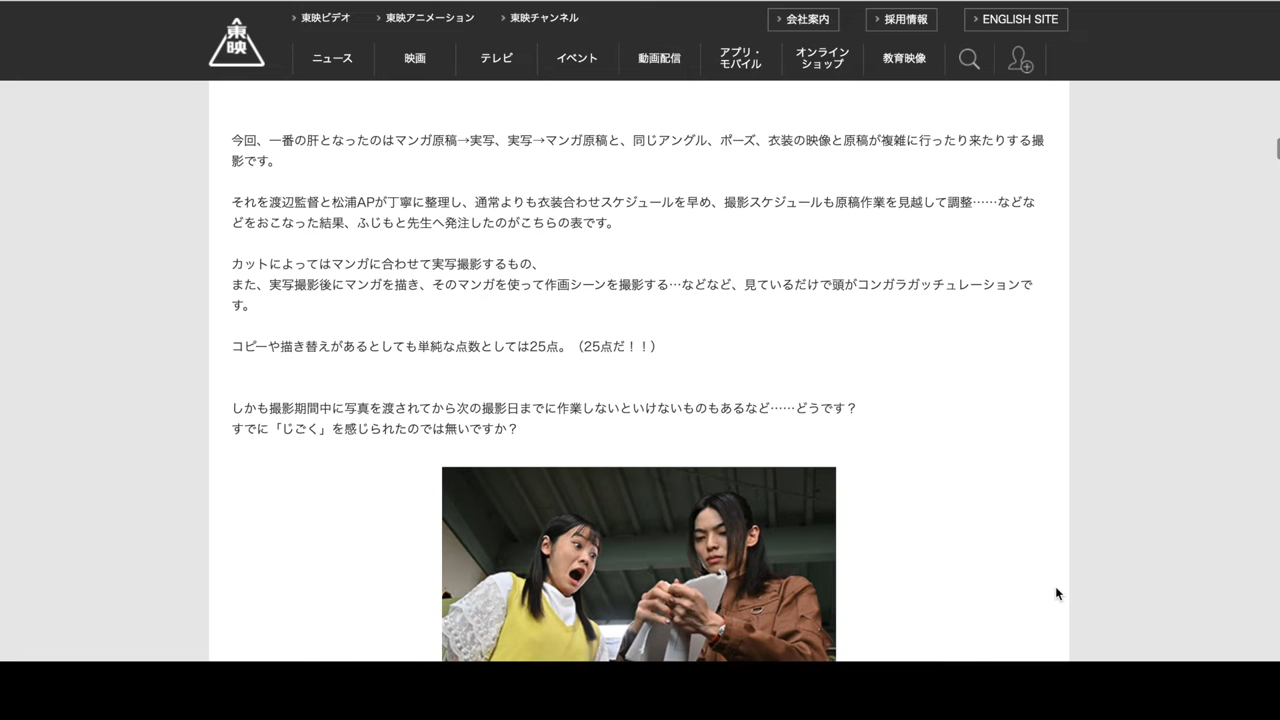 東映ビデオ
東映アニメーション
東映チャンネル
会社案内
採用情報
ENGLISH SITE
東映
ニュース
映画
テレビ
イベント
動画配信
アプリ・
モバイル
オンライン
ショップ
教育映像
今回、一番の肝となったのはマンガ原稿→実写、実写→マンガ原稿と、同じアングル、ポーズ、衣装の映像と原稿が複雑に行ったり来たりする撮
影です。
それを渡辺監督と松浦APが丁寧に整理し、通常よりも衣装合わせスケジュールを早め、撮影スケジュールも原稿作業を見越して調整……などな
どをおこなった結果、ふじもと先生へ発注したのがこちらの表です。
カットによってはマンガに合わせて実写撮影するもの、
また、実写撮影後にマンガを描き、そのマンガを使って作画シーンを撮影する…などなど、見ているだけで頭がコンガラガッチュレーションで
す。
コピーや描き替えがあるとしても単純な点数としては25点。（25点だ！！）
しかも撮影期間中に写真を渡されてから次の撮影日までに作業しないといけないものもあるなど……どうです？
すでに「じごく」を感じられたのでは無いですか？